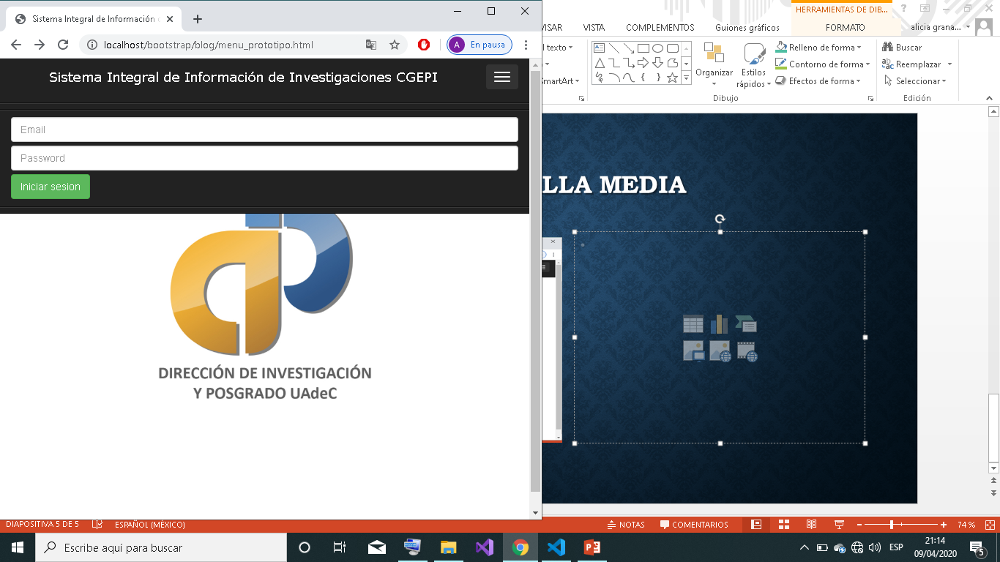 Sistema Integral de Información
localhost/bootstrap/blog/menu_prototipo.html
A
En pausa
Sistema Integral de Información de Investigaciones CGEPI
Email
Password
Iniciar sesion
DIRECCIÓN DE INVESTIGACIÓN
Y POSGRADO UAdeC
HERRAMIENTAS DE DIB...
?
VISTA
COMPLEMENTOS
Guiones gráficos
FORMATO
alicia grana...
l texto
SmartArt
Organizar
Estilos
rápidos
Relleno de forma
Contorno de forma
Efectos de forma
Dibujo
Buscar
Reemplazar
Seleccionar
Edición
LLA MEDIA
DIAPOSITIVA 5 DE 5
ESPAÑOL (MÉXICO)
NOTAS
COMENTARIOS
74 %
Escribe aquí para buscar
ESP
21:14
09/04/2020
5